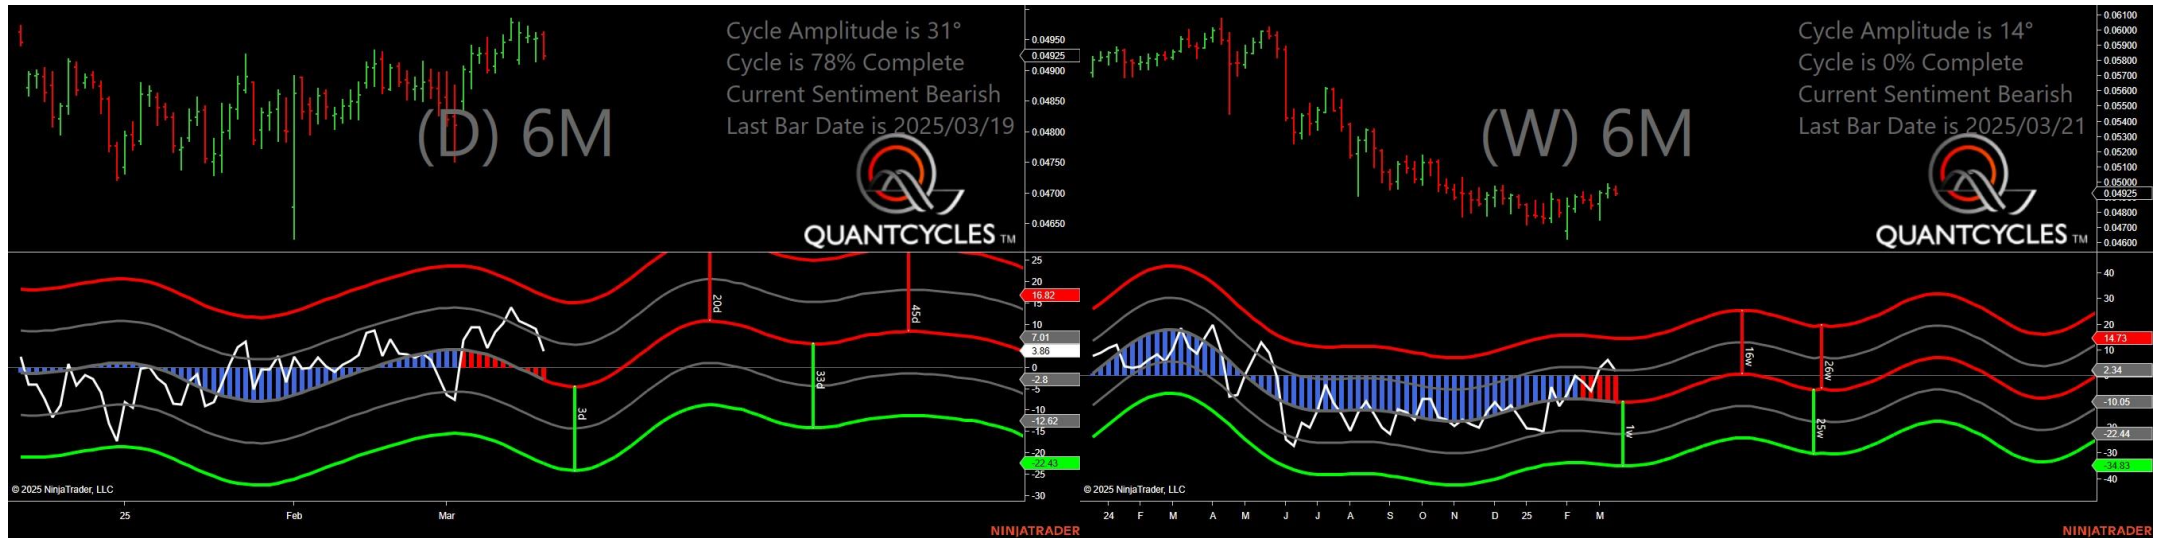 Cycle Amplitude is 31°
Cycle is 78% Complete
Current Sentiment Bearish
Last Bar Date is 2025/03/19
(D) 6M
QUANTCYCLES TM
0.04950
0.04925
0.04900
0.04850
0.04800
0.04750
0.04700
0.04650
25
20
16.82
15
10
7.01
3.86
0
-2.8
-5
-10
-12.62
-15
-20
-22.43
-25
-30
20d
45d
3d
33d
© 2025 NinjaTrader, LLC
25 Feb Mar
NINJATRADER
Cycle Amplitude is 14°
Cycle is 0% Complete
Current Sentiment Bearish
Last Bar Date is 2025/03/21
(W) 6M
QUANTCYCLES TM
0.06100
0.05900
0.05800
0.05700
0.05600
0.05500
0.05400
0.05300
0.05200
0.05100
0.05000
0.04925
0.04800
0.04700
0.04600
40
30
20
14.73
10
2.34
-10.05
-22.44
-30
-34.83
-40
16w
26w
1w
25w
© 2025 NinjaTrader, LLC
24 F M A M J J A S O N D 25 F M
NINJATRADER